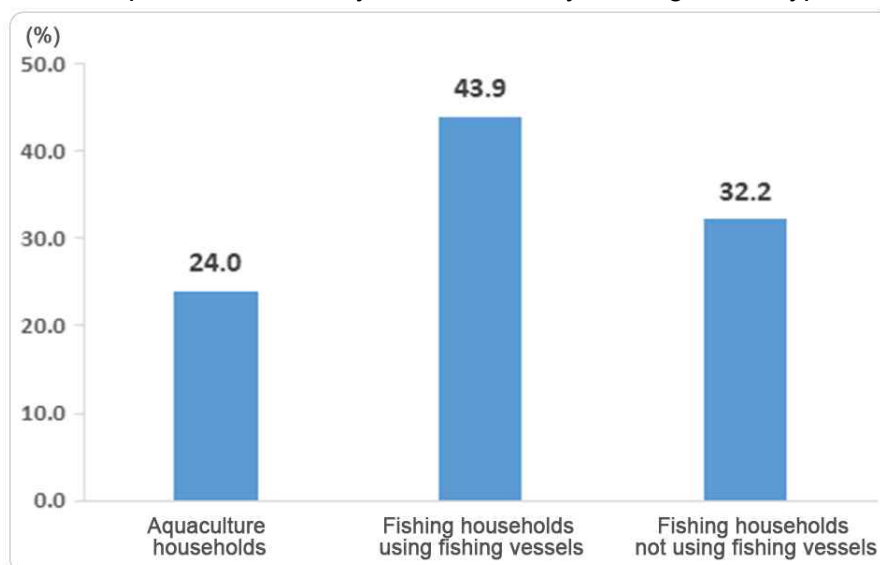 (%)
50.0
40.0
30.0
20.0
10.0
0.0
24.0
43.9
32.2
Aquaculture
households
Fishing households
using fishing vessels
Fishing households
not using fishing vessels